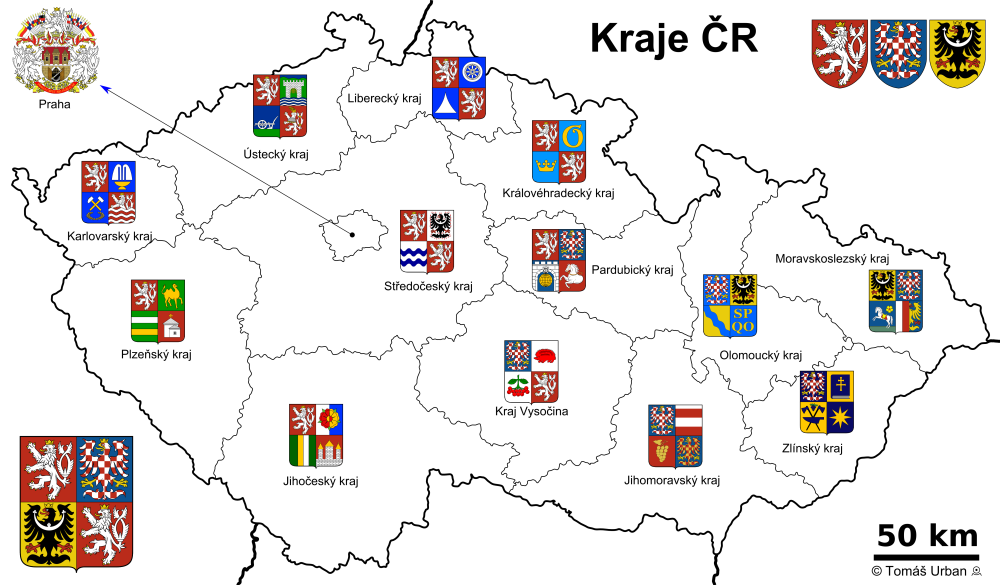 Kraje ČR
Praha
Liberecký kraj
Ústecký kraj
Královéhradecký kraj
Karlovarský kraj
Středočeský kraj
Pardubický kraj
Moravskoslezský kraj
Plzeňský kraj
SP
QO
Olomoucký kraj
Kraj Vysočina
Zlínský kraj
Jihočeský kraj
Jihomoravský kraj
50 km
© Tomáš Urban